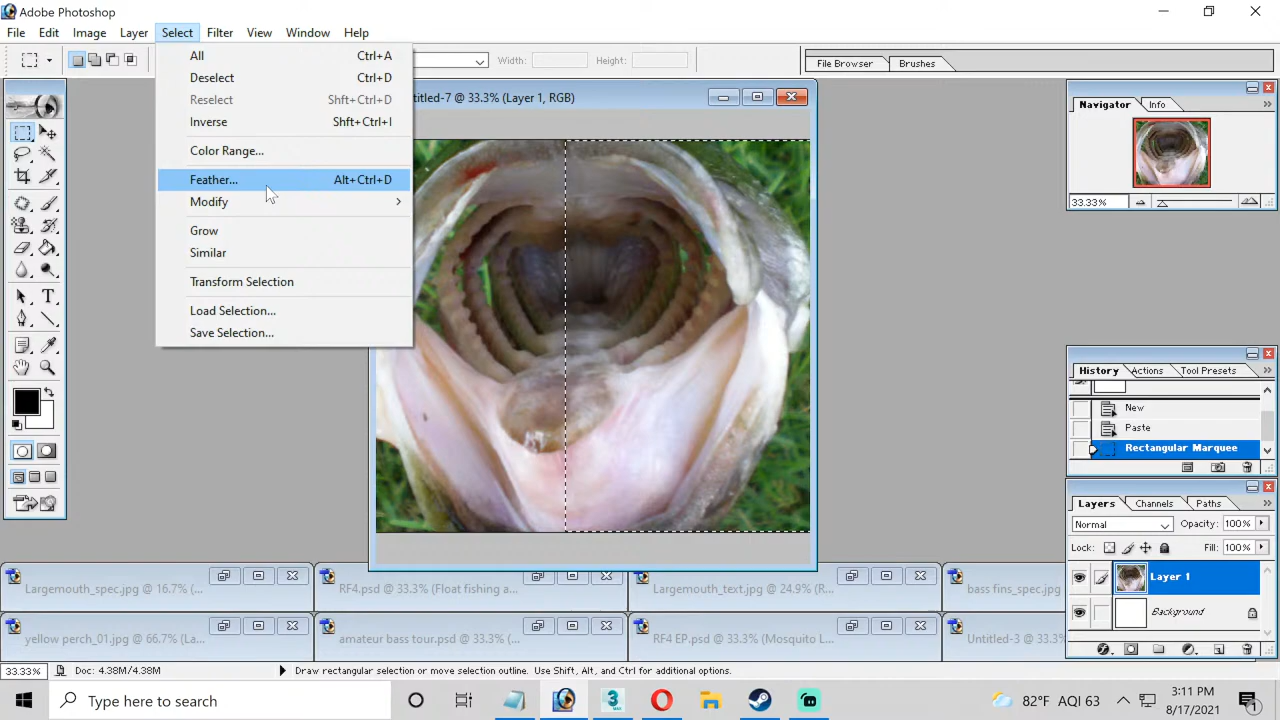 Adobe Photoshop
File Edit Image Layer Select Filter View Window Help
Width: Height: File Browser Brushes
All Ctrl+A
Deselect Ctrl+D
Reselect Shft+Ctrl+D
Inverse Shft+Ctrl+I
Color Range...
Feather... Alt+Ctrl+D
Modify
Grow
Similar
Transform Selection
Load Selection...
Save Selection...
titled-7 @ 33.3% (Layer 1, RGB)
Navigator Info
33.33%
History Actions Tool Presets
New
Paste
Rectangular Marquee
Layers Channels Paths
Normal Opacity: 100%
Lock: Fill: 100%
Layer 1
Background
Largemouth_spec.jpg @ 16.7% (... RF4.psd @ 33.3% (Float fishing a... Largemouth_text.jpg @ 24.9% (R... bass fins_spec.jpg
yellow perch_01.jpg @ 66.7% (La... amateur bass tour.psd @ 33.3% (... RF4 EP.psd @ 33.3% (Mosquito L... Untitled-3 @ 33.3%
33.33% Doc: 4.38M/4.38M Draw rectangular selection or move selection outline. Use Shift, Alt, and Ctrl for additional options.
Type here to search
82°F AQI 63
3:11 PM
8/17/2021
1